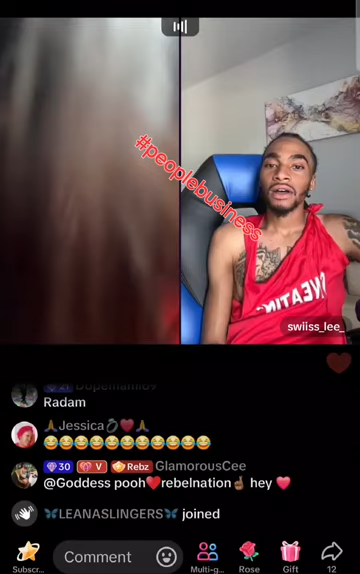 #peoplebusiness
swiiss_lee_
Radam
🙏Jessica💍❤️🙏
😂😂😂😂😂😂😂😂😂😂😂
30 V Rebz GlamorousCee
@Goddess pooh♥️rebelnation☝🏾 hey ❤️
🦋LEANASLINGERS🦋 joined
Subscr...
Comment
Multi-g...
Rose
Gift
12